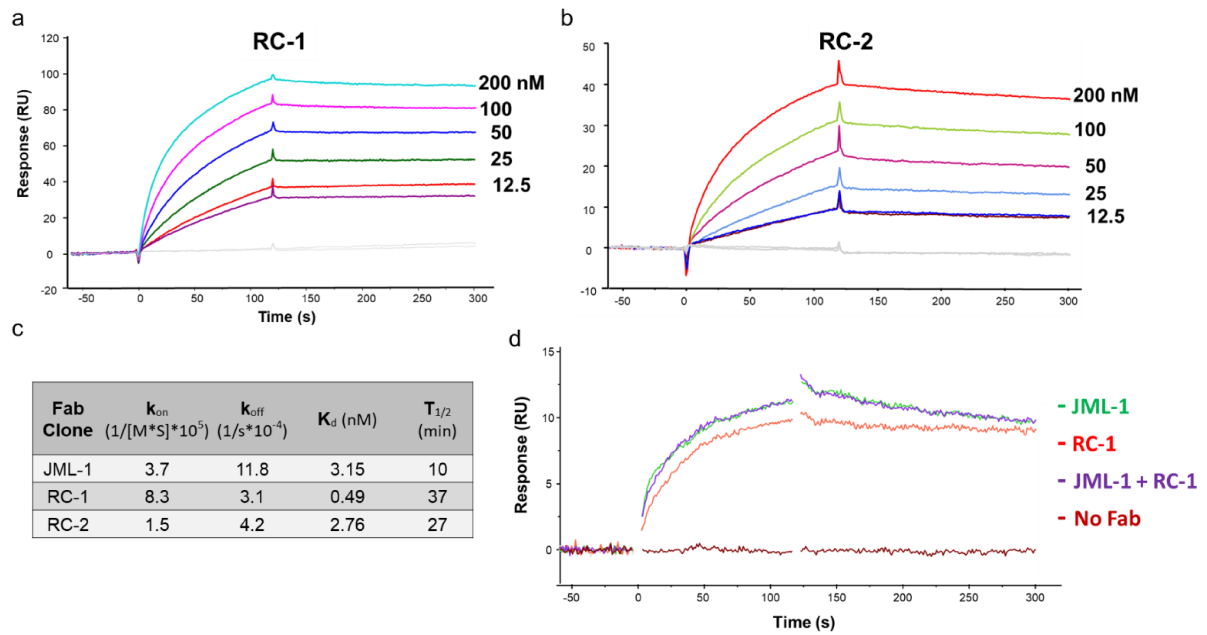 a
RC-1
120
100
80
60
40
20
0
-20
Response (RU)
-50
0
50
100
150
200
250
300
Time (s)
200 nM
100
50
25
12.5
b
RC-2
50
40
30
20
10
0
-10
-50
0
50
100
150
200
250
300
200 nM
100
50
25
12.5
c
Fab Clone kon (1/[M*S]*10⁵) koff (1/s*10⁻⁴) Kd (nM) T1/2 (min)
JML-1 3.7 11.8 3.15 10
RC-1 8.3 3.1 0.49 37
RC-2 1.5 4.2 2.76 27
d
15
10
5
0
Response (RU)
-50
0
50
100
150
200
250
300
Time (s)
- JML-1
- RC-1
- JML-1 + RC-1
- No Fab